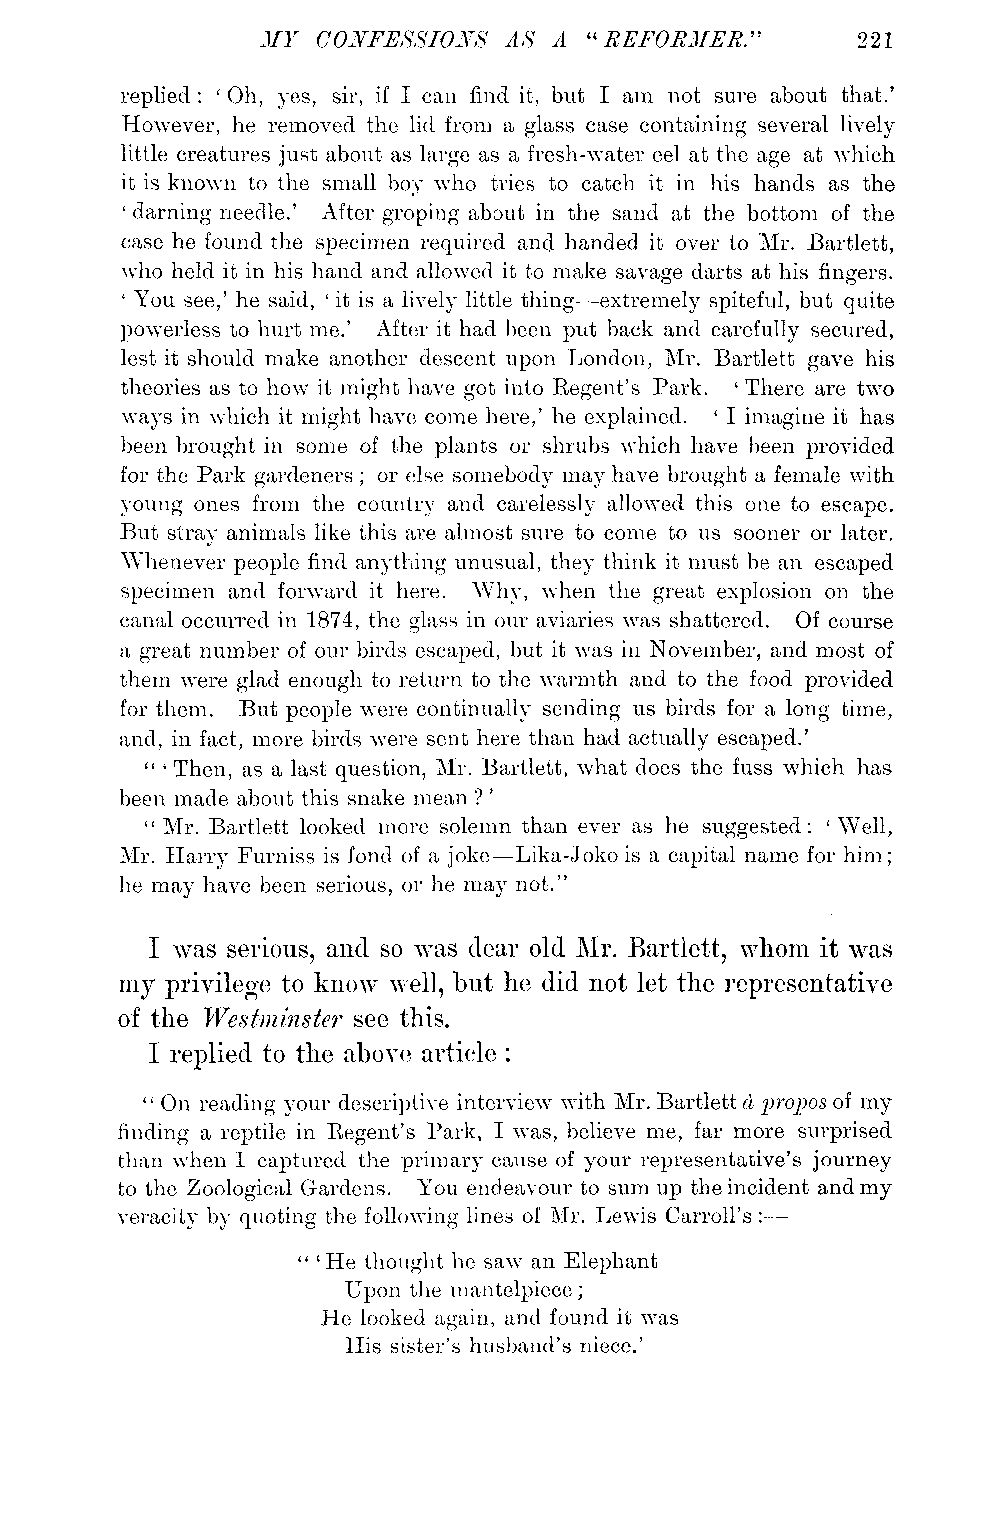 MY CONFESSIONS AS A "REFORMER." 221
replied: 'Oh, yes, sir, if I can find it, but I am not sure about that.'
However, he removed the lid from a glass case containing several lively
little creatures just about as large as a fresh-water eel at the age at which
it is known to the small boy who tries to catch it in his hands as the
'darning needle.' After groping about in the sand at the bottom of the
case he found the specimen required and handed it over to Mr. Bartlett,
who held it in his hand and allowed it to make savage darts at his fingers.
'You see,' he said, 'it is a lively little thing—extremely spiteful, but quite
powerless to hurt me.' After it had been put back and carefully secured,
lest it should make another descent upon London, Mr. Bartlett gave his
theories as to how it might have got into Regent's Park. 'There are two
ways in which it might have come here,' he explained. 'I imagine it has
been brought in some of the plants or shrubs which have been provided
for the Park gardeners; or else somebody may have brought a female with
young ones from the country and carelessly allowed this one to escape.
But stray animals like this are almost sure to come to us sooner or later.
Whenever people find anything unusual, they think it must be an escaped
specimen and forward it here. Why, when the great explosion on the
canal occurred in 1874, the glass in our aviaries was shattered. Of course
a great number of our birds escaped, but it was in November, and most of
them were glad enough to return to the warmth and to the food provided
for them. But people were continually sending us birds for a long time,
and, in fact, more birds were sent here than had actually escaped.'
"'Then, as a last question, Mr. Bartlett, what does the fuss which has
been made about this snake mean?'
"Mr. Bartlett looked more solemn than ever as he suggested: 'Well,
Mr. Harry Furniss is fond of a joke—Lika-Joko is a capital name for him;
he may have been serious, or he may not."
I was serious, and so was dear old Mr. Bartlett, whom it was
my privilege to know well, but he did not let the representative
of the Westminster see this.
I replied to the above article:
"On reading your descriptive interview with Mr. Bartlett à propos of my
finding a reptile in Regent's Park, I was, believe me, far more surprised
than when I captured the primary cause of your representative's journey
to the Zoological Gardens. You endeavour to sum up the incident and my
veracity by quoting the following lines of Mr. Lewis Carroll's:—
"'He thought he saw an Elephant
Upon the mantelpiece;
He looked again, and found it was
His sister's husband's niece.'